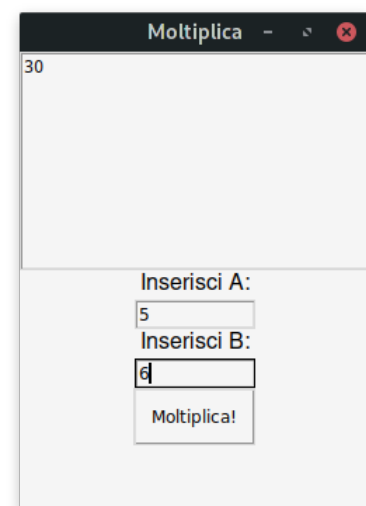 Moltiplica
30
Inserisci A:
5
Inserisci B:
6
Moltiplica!